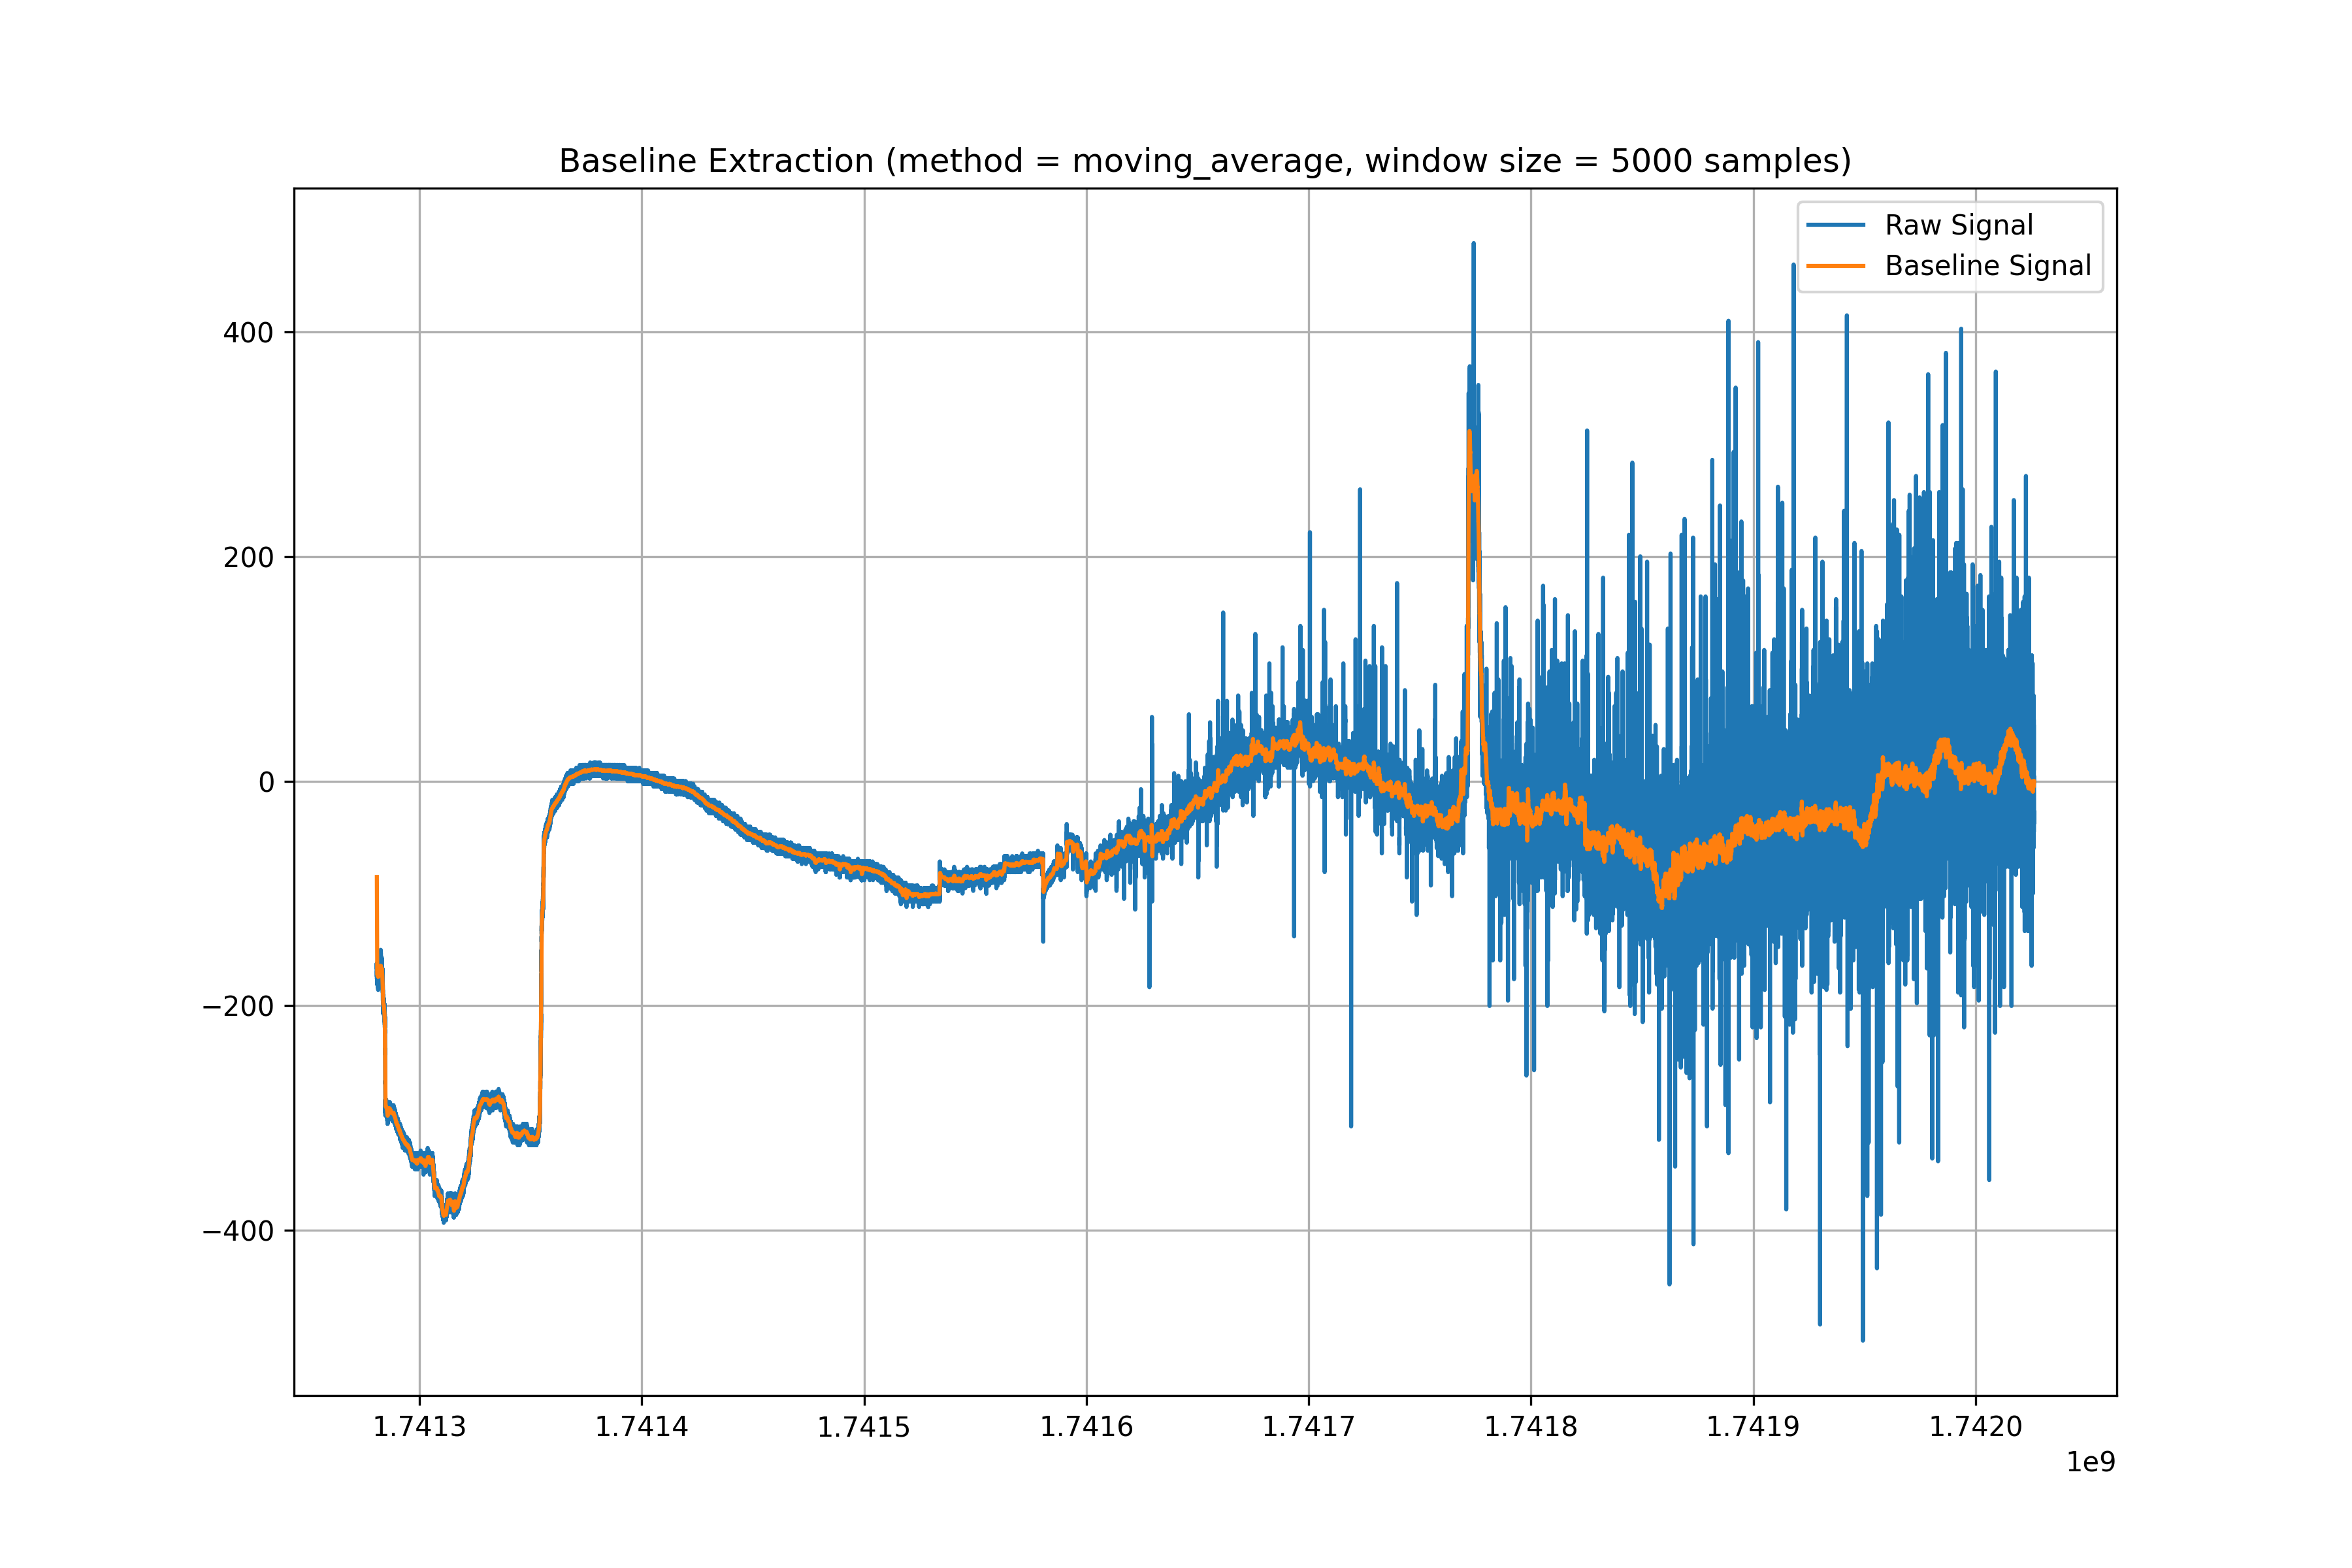 Baseline Extraction (method = moving_average, window size = 5000 samples)
Raw Signal
Baseline Signal
400
200
0
−200
−400
1.7413 1.7414 1.7415 1.7416 1.7417 1.7418 1.7419 1.7420
1e9